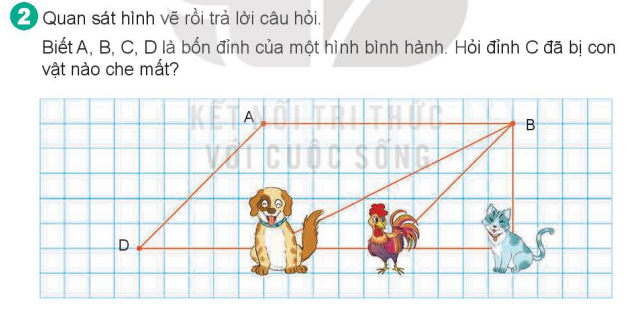 2 Quan sát hình vẽ rồi trả lời câu hỏi.
Biết A, B, C, D là bốn đỉnh của một hình bình hành. Hỏi đỉnh C đã bị con
vật nào che mất?
KẾT NỐI TRI THỨC
VỚI CUỘC SỐNG
A
B
D